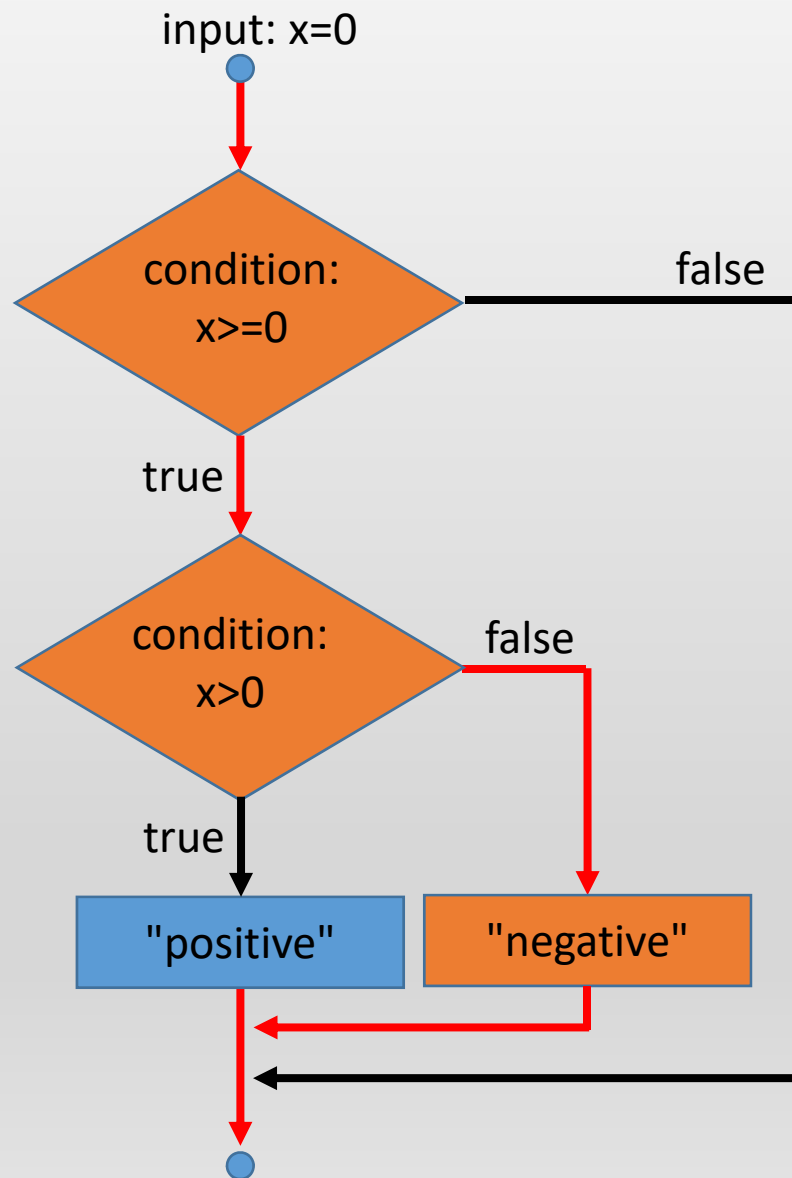 input: x=0
condition:
x>=0
false
true
condition:
x>0
false
true
"positive"
"negative"